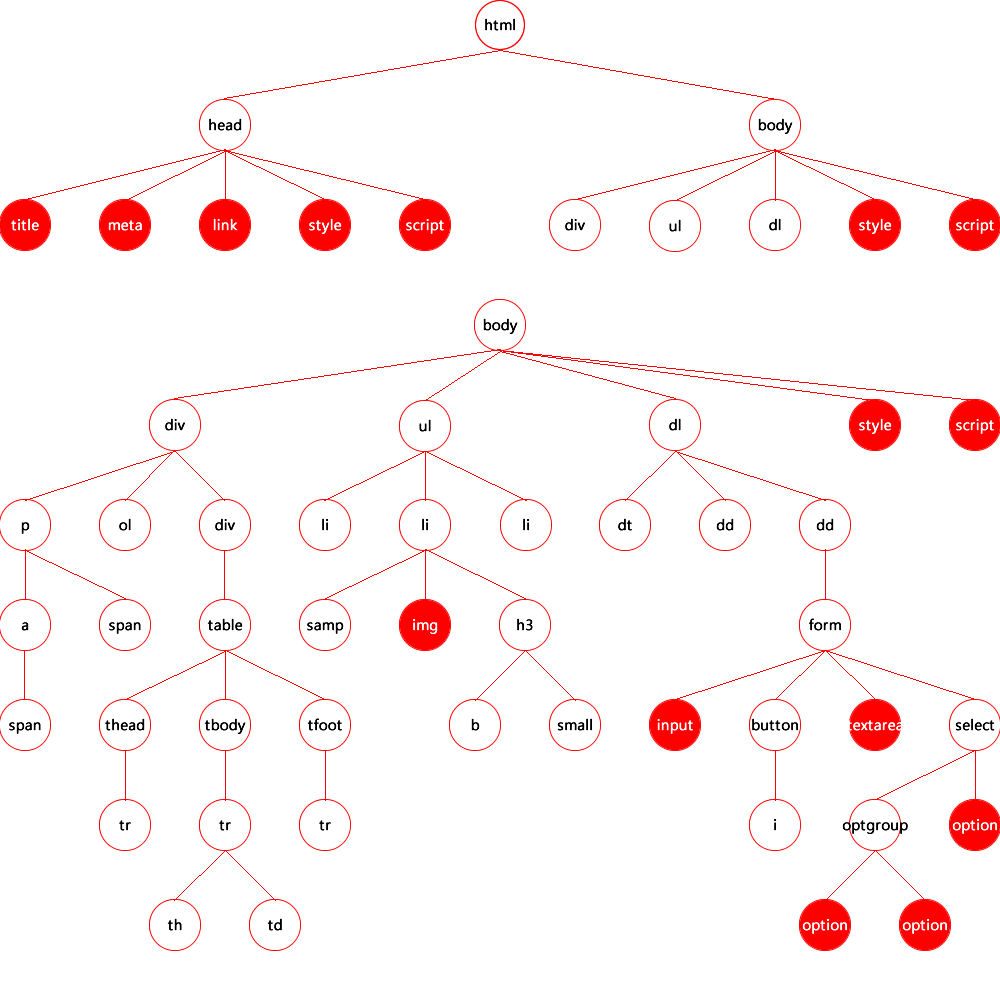 html
head body
title meta link style script div ul dl style script
body
div ul dl style script
p ol div li li li dt dd dd
a span table samp img h3 form
span thead tbody tfoot b small input button textarea select
tr tr tr i optgroup option
th td option option